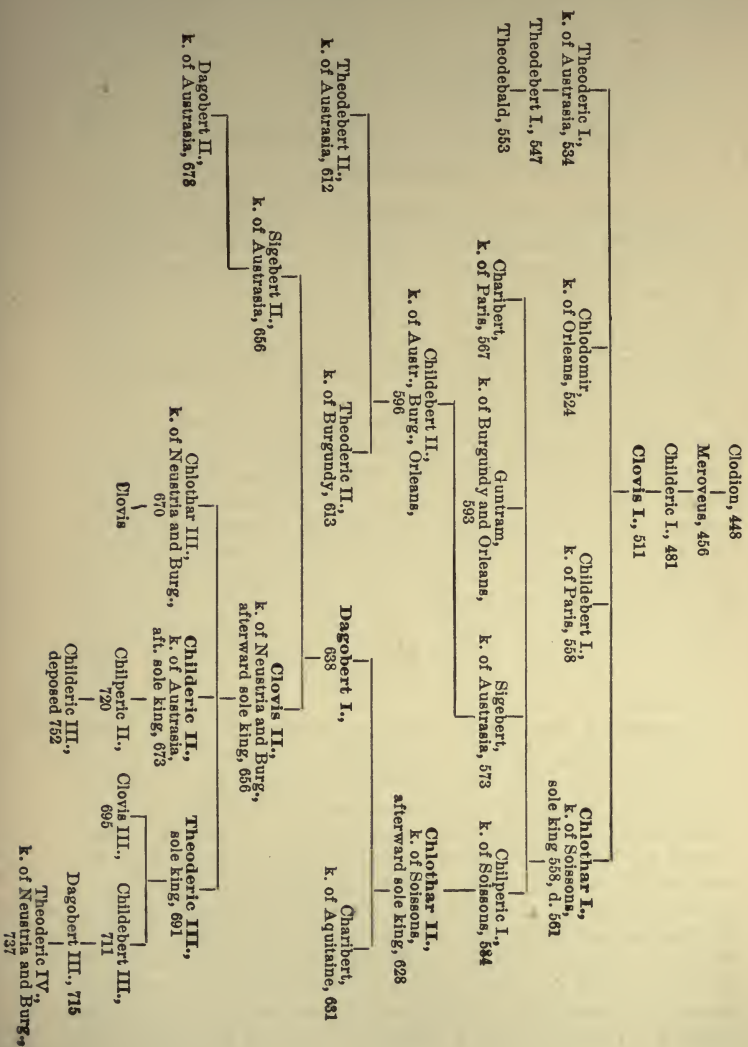 Clodion, 448
Meroveus, 456
Childeric I., 481
Clovis I., 511
Theoderic I.,
k. of Austrasia, 534
Theodebert I., 547
Theodebald, 553
Chlodomir,
k. of Orleans, 524
Childebert I.,
k. of Paris, 558
Chlothar I.,
k. of Soissons,
sole king 558, d. 561
Charibert,
k. of Paris, 567
Guntram,
k. of Burgundy and Orleans,
593
Sigebert,
k. of Austrasia, 573
Chilperic I.,
k. of Soissons, 584
Childebert II.,
k. of Austr., Burg., Orleans,
596
Chlothar II.,
k. of Soissons,
afterward sole king, 628
Theodebert II.,
k. of Austrasia, 612
Theoderic II.,
k. of Burgundy, 613
Dagobert I.,
638
Charibert,
k. of Aquitaine, 631
Sigebert II.,
k. of Austrasia, 656
Clovis II.,
k. of Neustria and Burg.,
afterward sole king, 656
Dagobert II.,
k. of Austrasia, 678
Chlothar III.,
k. of Neustria and Burg.,
670
Clovis
Childeric II.,
k. of Austrasia,
aft. sole king, 673
Chilperic II.,
720
Childeric III.,
deposed 752
Theoderic III.,
sole king, 691
Clovis III.,
695
Childebert III.,
711
Dagobert III., 715
Theoderic IV.,
k. of Neustria and Burg.,
737